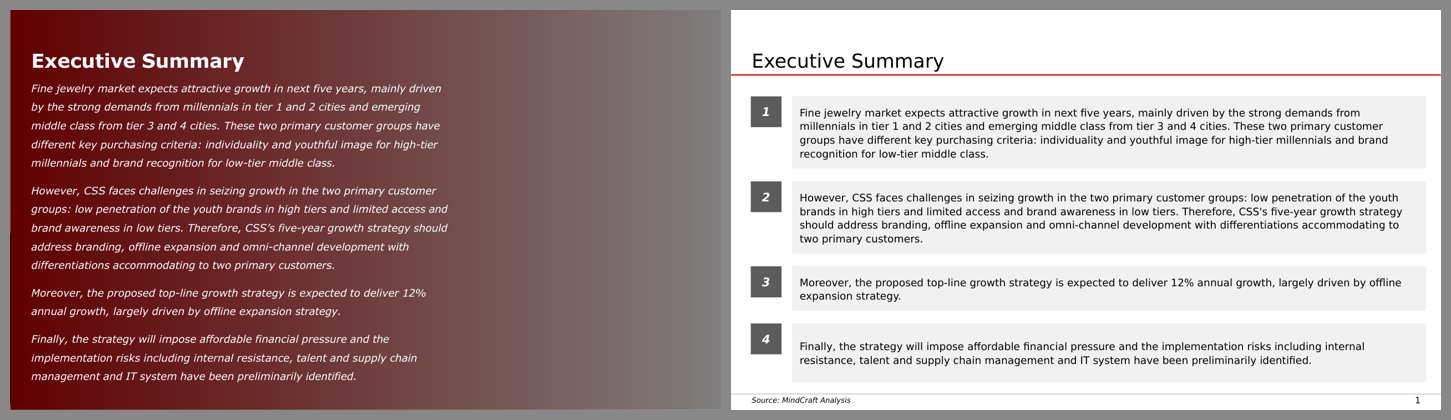 Executive Summary
Fine jewelry market expects attractive growth in next five years, mainly driven
by the strong demands from millennials in tier 1 and 2 cities and emerging
middle class from tier 3 and 4 cities. These two primary customer groups have
different key purchasing criteria: individuality and youthful image for high-tier
millennials and brand recognition for low-tier middle class.
However, CSS faces challenges in seizing growth in the two primary customer
groups: low penetration of the youth brands in high tiers and limited access and
brand awareness in low tiers. Therefore, CSS’s five-year growth strategy should
address branding, offline expansion and omni-channel development with
differentiations accommodating to two primary customers.
Moreover, the proposed top-line growth strategy is expected to deliver 12%
annual growth, largely driven by offline expansion strategy.
Finally, the strategy will impose affordable financial pressure and the
implementation risks including internal resistance, talent and supply chain
management and IT system have been preliminarily identified.
Executive Summary
1
Fine jewelry market expects attractive growth in next five years, mainly driven by the strong demands from
millennials in tier 1 and 2 cities and emerging middle class from tier 3 and 4 cities. These two primary customer
groups have different key purchasing criteria: individuality and youthful image for high-tier millennials and brand
recognition for low-tier middle class.
2
However, CSS faces challenges in seizing growth in the two primary customer groups: low penetration of the youth
brands in high tiers and limited access and brand awareness in low tiers. Therefore, CSS's five-year growth strategy
should address branding, offline expansion and omni-channel development with differentiations accommodating to
two primary customers.
3
Moreover, the proposed top-line growth strategy is expected to deliver 12% annual growth, largely driven by offline
expansion strategy.
4
Finally, the strategy will impose affordable financial pressure and the implementation risks including internal
resistance, talent and supply chain management and IT system have been preliminarily identified.
Source: MindCraft Analysis
1